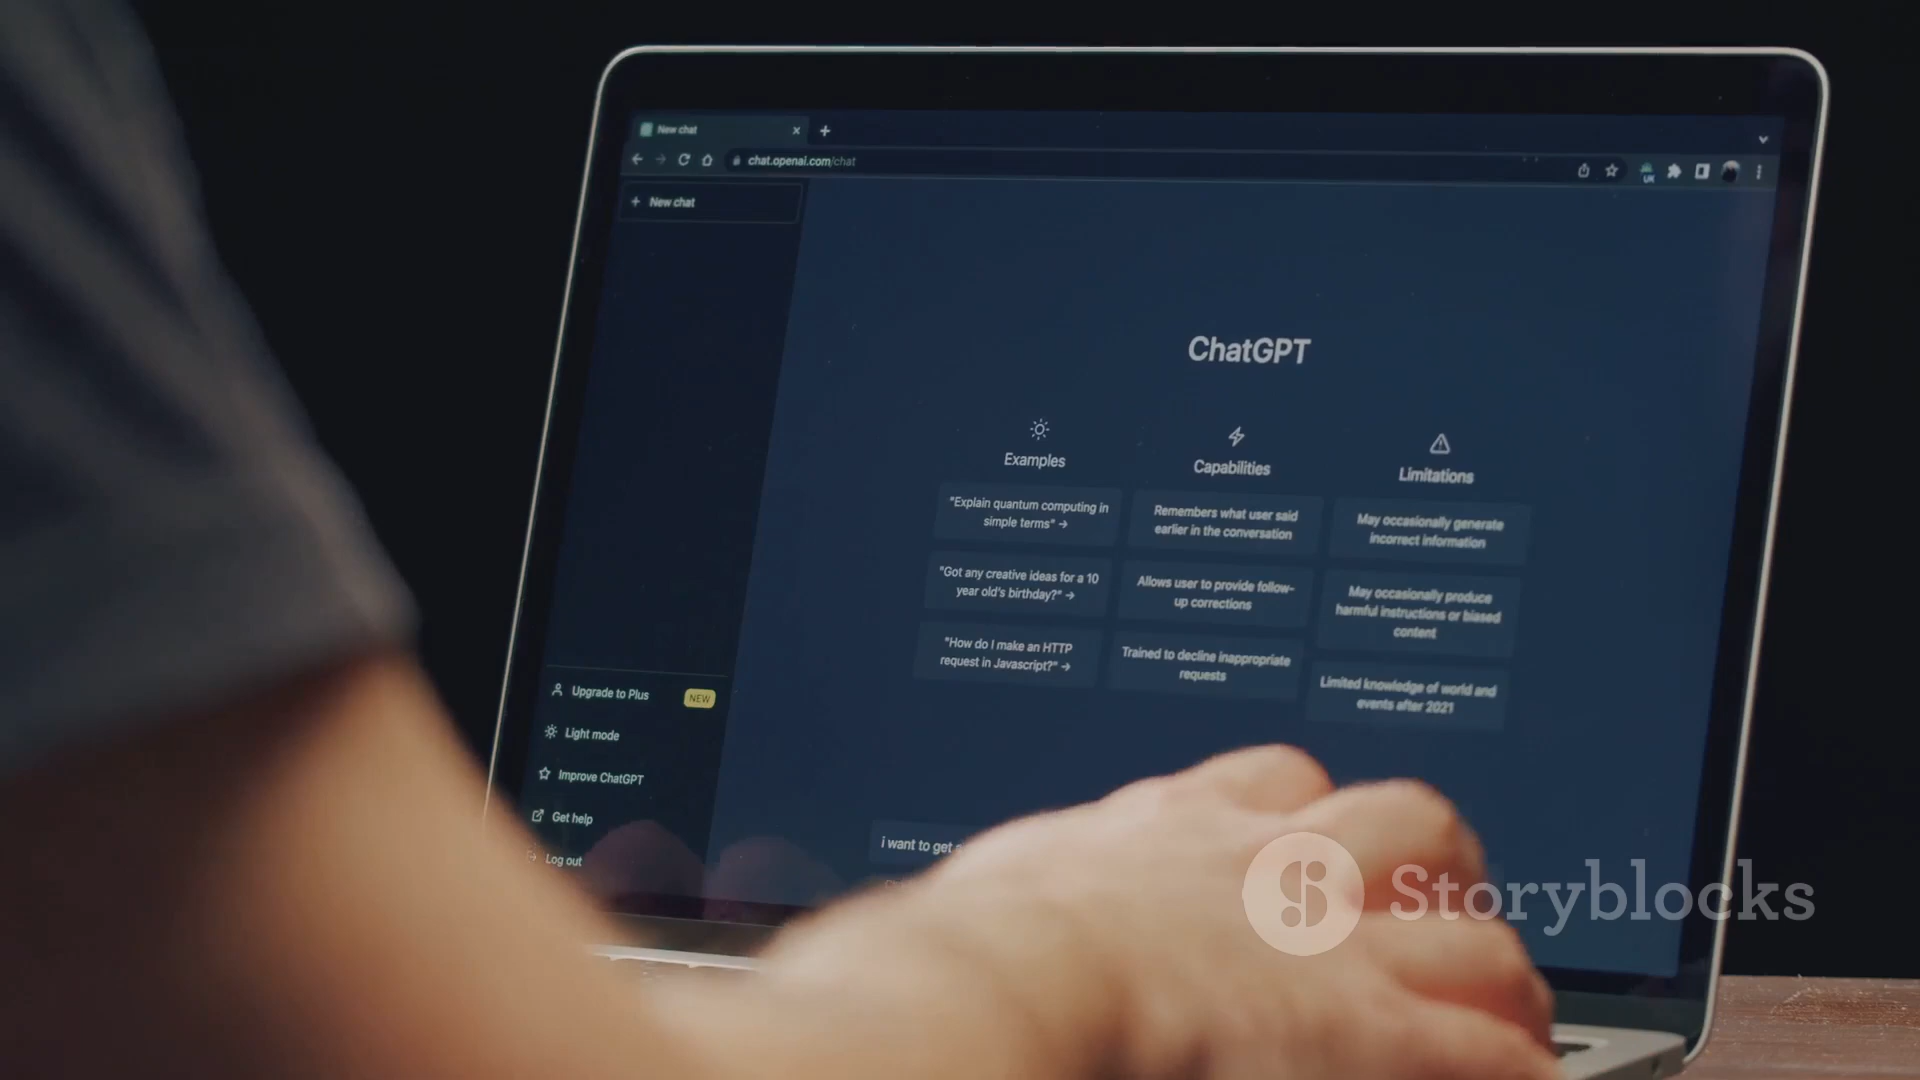 New chat
chat.openai.com/chat
New chat
ChatGPT
Examples
"Explain quantum computing in
simple terms" →
"Got any creative ideas for a 10
year old's birthday?" →
"How do I make an HTTP
request in Javascript?" →
Capabilities
Remembers what user said
earlier in the conversation
Allows user to provide follow-
up corrections
Trained to decline inappropriate
requests
Limitations
May occasionally generate
incorrect information
May occasionally produce
harmful instructions or biased
content
Limited knowledge of world and
events after 2021
Upgrade to Plus NEW
Light mode
Improve ChatGPT
Get help
Log out
i want to get
Storyblocks